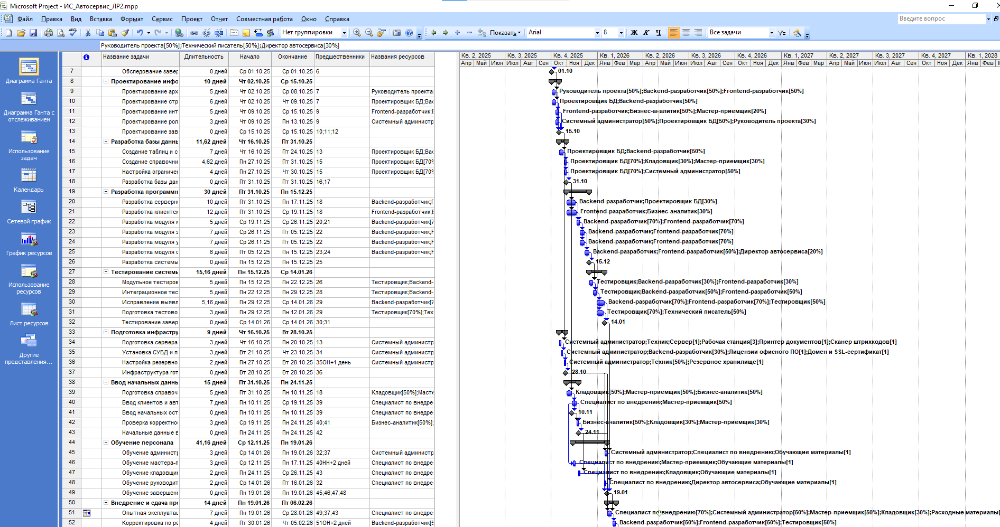 Microsoft Project - ИС_Автосервис_ЛР2.mpp
Файл Правка Вид Вставка Формат Сервис Проект Отчет Совместная работа Окно Справка Введите вопрос
Нет группировки Показать Arial 8 Ж К Ч Все задачи
Руководитель проекта[50%];Технический писатель[50%];Директор автосервиса[30%]
Диаграмма Ганта
Диаграмма Ганта с отслеживанием
Использование задач
Календарь
Сетевой график
График ресурсов
Использование ресурсов
Лист ресурсов
Другие представления...
Название задачи Длительность Начало Окончание Предшественники Названия ресурсов
7 Обследование завер 0 дней Ср 01.10.25 Ср 01.10.25 6
8 Проектирование инфо 10 дней Чт 02.10.25 Ср 15.10.25
9 Проектирование арх 5 дней Чт 02.10.25 Ср 08.10.25 7 Руководитель проекта
10 Проектирование стр 6 дней Чт 02.10.25 Чт 09.10.25 7 Проектировщик БД;Bac
11 Проектирование инт 5 дней Чт 09.10.25 Ср 15.10.25 9 Frontend-разработчик;Б
12 Проектирование рол 3 дней Чт 09.10.25 Пн 13.10.25 9 Системный администр
13 Проектирование зав 0 дней Ср 15.10.25 Ср 15.10.25 10;11;12
14 Разработка базы данн 11,62 дней Чт 16.10.25 Пт 31.10.25
15 Создание таблиц и с 7 дней Чт 16.10.25 Пт 24.10.25 13 Проектировщик БД;Bac
16 Создание справочни 4,62 дней Пн 27.10.25 Пт 31.10.25 15 Проектировщик БД[70%
17 Настройка ограничен 4 дней Пн 27.10.25 Чт 30.10.25 15 Проектировщик БД[70%
18 Разработка базы дан 0 дней Пт 31.10.25 Пт 31.10.25 16;17
19 Разработка программн 30 дней Пт 31.10.25 Пн 15.12.25
20 Разработка серверно 10 дней Пт 31.10.25 Пн 17.11.25 18 Backend-разработчик;П
21 Разработка клиентск 12 дней Пт 31.10.25 Ср 19.11.25 18 Frontend-разработчик;Б
22 Разработка модуля к 5 дней Ср 19.11.25 Ср 26.11.25 20;21 Backend-разработчик[7
23 Разработка модуля з 7 дней Ср 26.11.25 Пт 05.12.25 22 Backend-разработчик;F
24 Разработка модуля у 7 дней Ср 26.11.25 Пт 05.12.25 22 Backend-разработчик;F
25 Разработка модуля о 6 дней Пт 05.12.25 Пн 15.12.25 23;24 Backend-разработчик;F
26 Разработка системы 0 дней Пн 15.12.25 Пн 15.12.25 25
27 Тестирование систем 15,16 дней Пн 15.12.25 Ср 14.01.26
28 Модульное тестиров 5 дней Пн 15.12.25 Пн 22.12.25 26 Тестировщик;Backend-
29 Интеграционное тес 5 дней Пн 22.12.25 Пн 29.12.25 28 Тестировщик;Backend-
30 Исправление выявл 5,16 дней Пн 29.12.25 Ср 14.01.26 29 Backend-разработчик[7
31 Подготовка тестово 3 дней Пн 29.12.25 Пн 12.01.26 29 Тестировщик[70%];Тех
32 Тестирование завер 0 дней Ср 14.01.26 Ср 14.01.26 30;31
33 Подготовка инфрастру 9 дней Чт 16.10.25 Вт 28.10.25
34 Подготовка сервера 3 дней Чт 16.10.25 Пн 20.10.25 13 Системный администр
35 Установка СУБД и п 3 дней Вт 21.10.25 Чт 23.10.25 34 Системный администр
36 Настройка резервно 2 дней Пн 27.10.25 Вт 28.10.25 35ОН+1 день Системный администр
37 Инфраструктура гот 0 дней Вт 28.10.25 Вт 28.10.25 36
38 Ввод начальных данн 15 дней Пт 31.10.25 Пн 24.11.25
39 Подготовка справоч 5 дней Пт 31.10.25 Пн 10.11.25 18 Кладовщик[50%];Масте
40 Ввод клиентов и авт 7 дней Пн 10.11.25 Ср 19.11.25 39 Специалист по внедре
41 Ввод начальных ост 0 дней Пн 10.11.25 Пн 10.11.25 39 Специалист по внедре
42 Проверка корректно 3 дней Ср 19.11.25 Пн 24.11.25 40;41 Бизнес-аналитик[50%];
43 Начальные данные в 0 дней Пн 24.11.25 Пн 24.11.25 42
44 Обучение персонала 41,16 дней Ср 12.11.25 Пн 19.01.26
45 Обучение администр 3 дней Ср 14.01.26 Пн 19.01.26 32;37 Системный администр
46 Обучение мастера-п 3 дней Ср 12.11.25 Пн 17.11.25 40НН+2 дней Специалист по внедре
47 Обучение кладовщик 2 дней Пн 24.11.25 Ср 26.11.25 43 Специалист по внедре
48 Обучение руководит 2 дней Ср 14.01.26 Пт 16.01.26 32 Специалист по внедре
49 Обучение завершено 0 дней Пн 19.01.26 Пн 19.01.26 45;46;47;48
50 Внедрение и сдача про 14 дней Пн 19.01.26 Пт 06.02.26
51 Опытная эксплуатац 7 дней Пн 19.01.26 Ср 28.01.26 49;37;43 Специалист по внедре
52 Корректировка по ре 4 дней Пт 30.01.26 Чт 05.02.26 51ОН+2 дней Backend-разработчик[5
Кв. 2, 2025 Кв. 3, 2025 Кв. 4, 2025 Кв. 1, 2026 Кв. 2, 2026 Кв. 3, 2026 Кв. 4, 2026 Кв. 1, 2027 Кв. 2, 2027 Кв. 3, 2027 Кв. 4, 2027 Кв. 1, 2028
Апр Май Июн Июл Авг Сен Окт Ноя Дек Янв Фев Мар Апр Май Июн Июл Авг Сен Окт Ноя Дек Янв Фев Мар Апр Май Июн Июл Авг Сен Окт Ноя Дек Янв Фев
01.10
Руководитель проекта[50%];Backend-разработчик[50%];Frontend-разработчик[50%]
Проектировщик БД;Backend-разработчик[50%]
Frontend-разработчик;Бизнес-аналитик[50%];Мастер-приемщик[20%]
Системный администратор[50%];Проектировщик БД[50%];Руководитель проекта[30%]
15.10
Проектировщик БД;Backend-разработчик[50%]
Проектировщик БД[70%];Кладовщик[30%];Мастер-приемщик[30%]
Проектировщик БД[70%];Системный администратор[50%]
31.10
Backend-разработчик;Проектировщик БД[30%]
Frontend-разработчик;Бизнес-аналитик[30%]
Backend-разработчик[70%];Frontend-разработчик[70%]
Backend-разработчик;Frontend-разработчик[70%]
Backend-разработчик;Frontend-разработчик[70%]
Backend-разработчик;Frontend-разработчик[50%];Директор автосервиса[20%]
15.12
Тестировщик;Backend-разработчик[30%];Frontend-разработчик[30%]
Тестировщик;Backend-разработчик[50%];Frontend-разработчик[50%]
Backend-разработчик[70%];Frontend-разработчик[70%];Тестировщик[50%]
Тестировщик[70%];Технический писатель[50%]
14.01
Системный администратор;Техник;Сервер[1];Рабочая станция[3];Принтер документов[1];Сканер штрихкодов[1]
Системный администратор;Backend-разработчик[30%];Лицензии офисного ПО[1];Домен и SSL-сертификат[1]
Системный администратор;Техник[50%];Резервное хранилище[1]
28.10
Кладовщик[50%];Мастер-приемщик[50%];Бизнес-аналитик[50%]
Специалист по внедрению;Мастер-приемщик[50%]
10.11
Бизнес-аналитик[50%];Кладовщик[30%];Мастер-приемщик[30%]
24.11
Системный администратор;Специалист по внедрению;Обучающие материалы[1]
Специалист по внедрению;Мастер-приемщик;Обучающие материалы[1]
Специалист по внедрению;Кладовщик;Обучающие материалы[1]
Специалист по внедрению;Директор автосервиса;Обучающие материалы[1]
19.01
Специалист по внедрению[70%];Системный администратор[50%];Мастер-приемщик[50%];Кладовщик[30%];Расходные материалы[
Backend-разработчик[50%];Frontend-разработчик[50%];Тестировщик[50%]